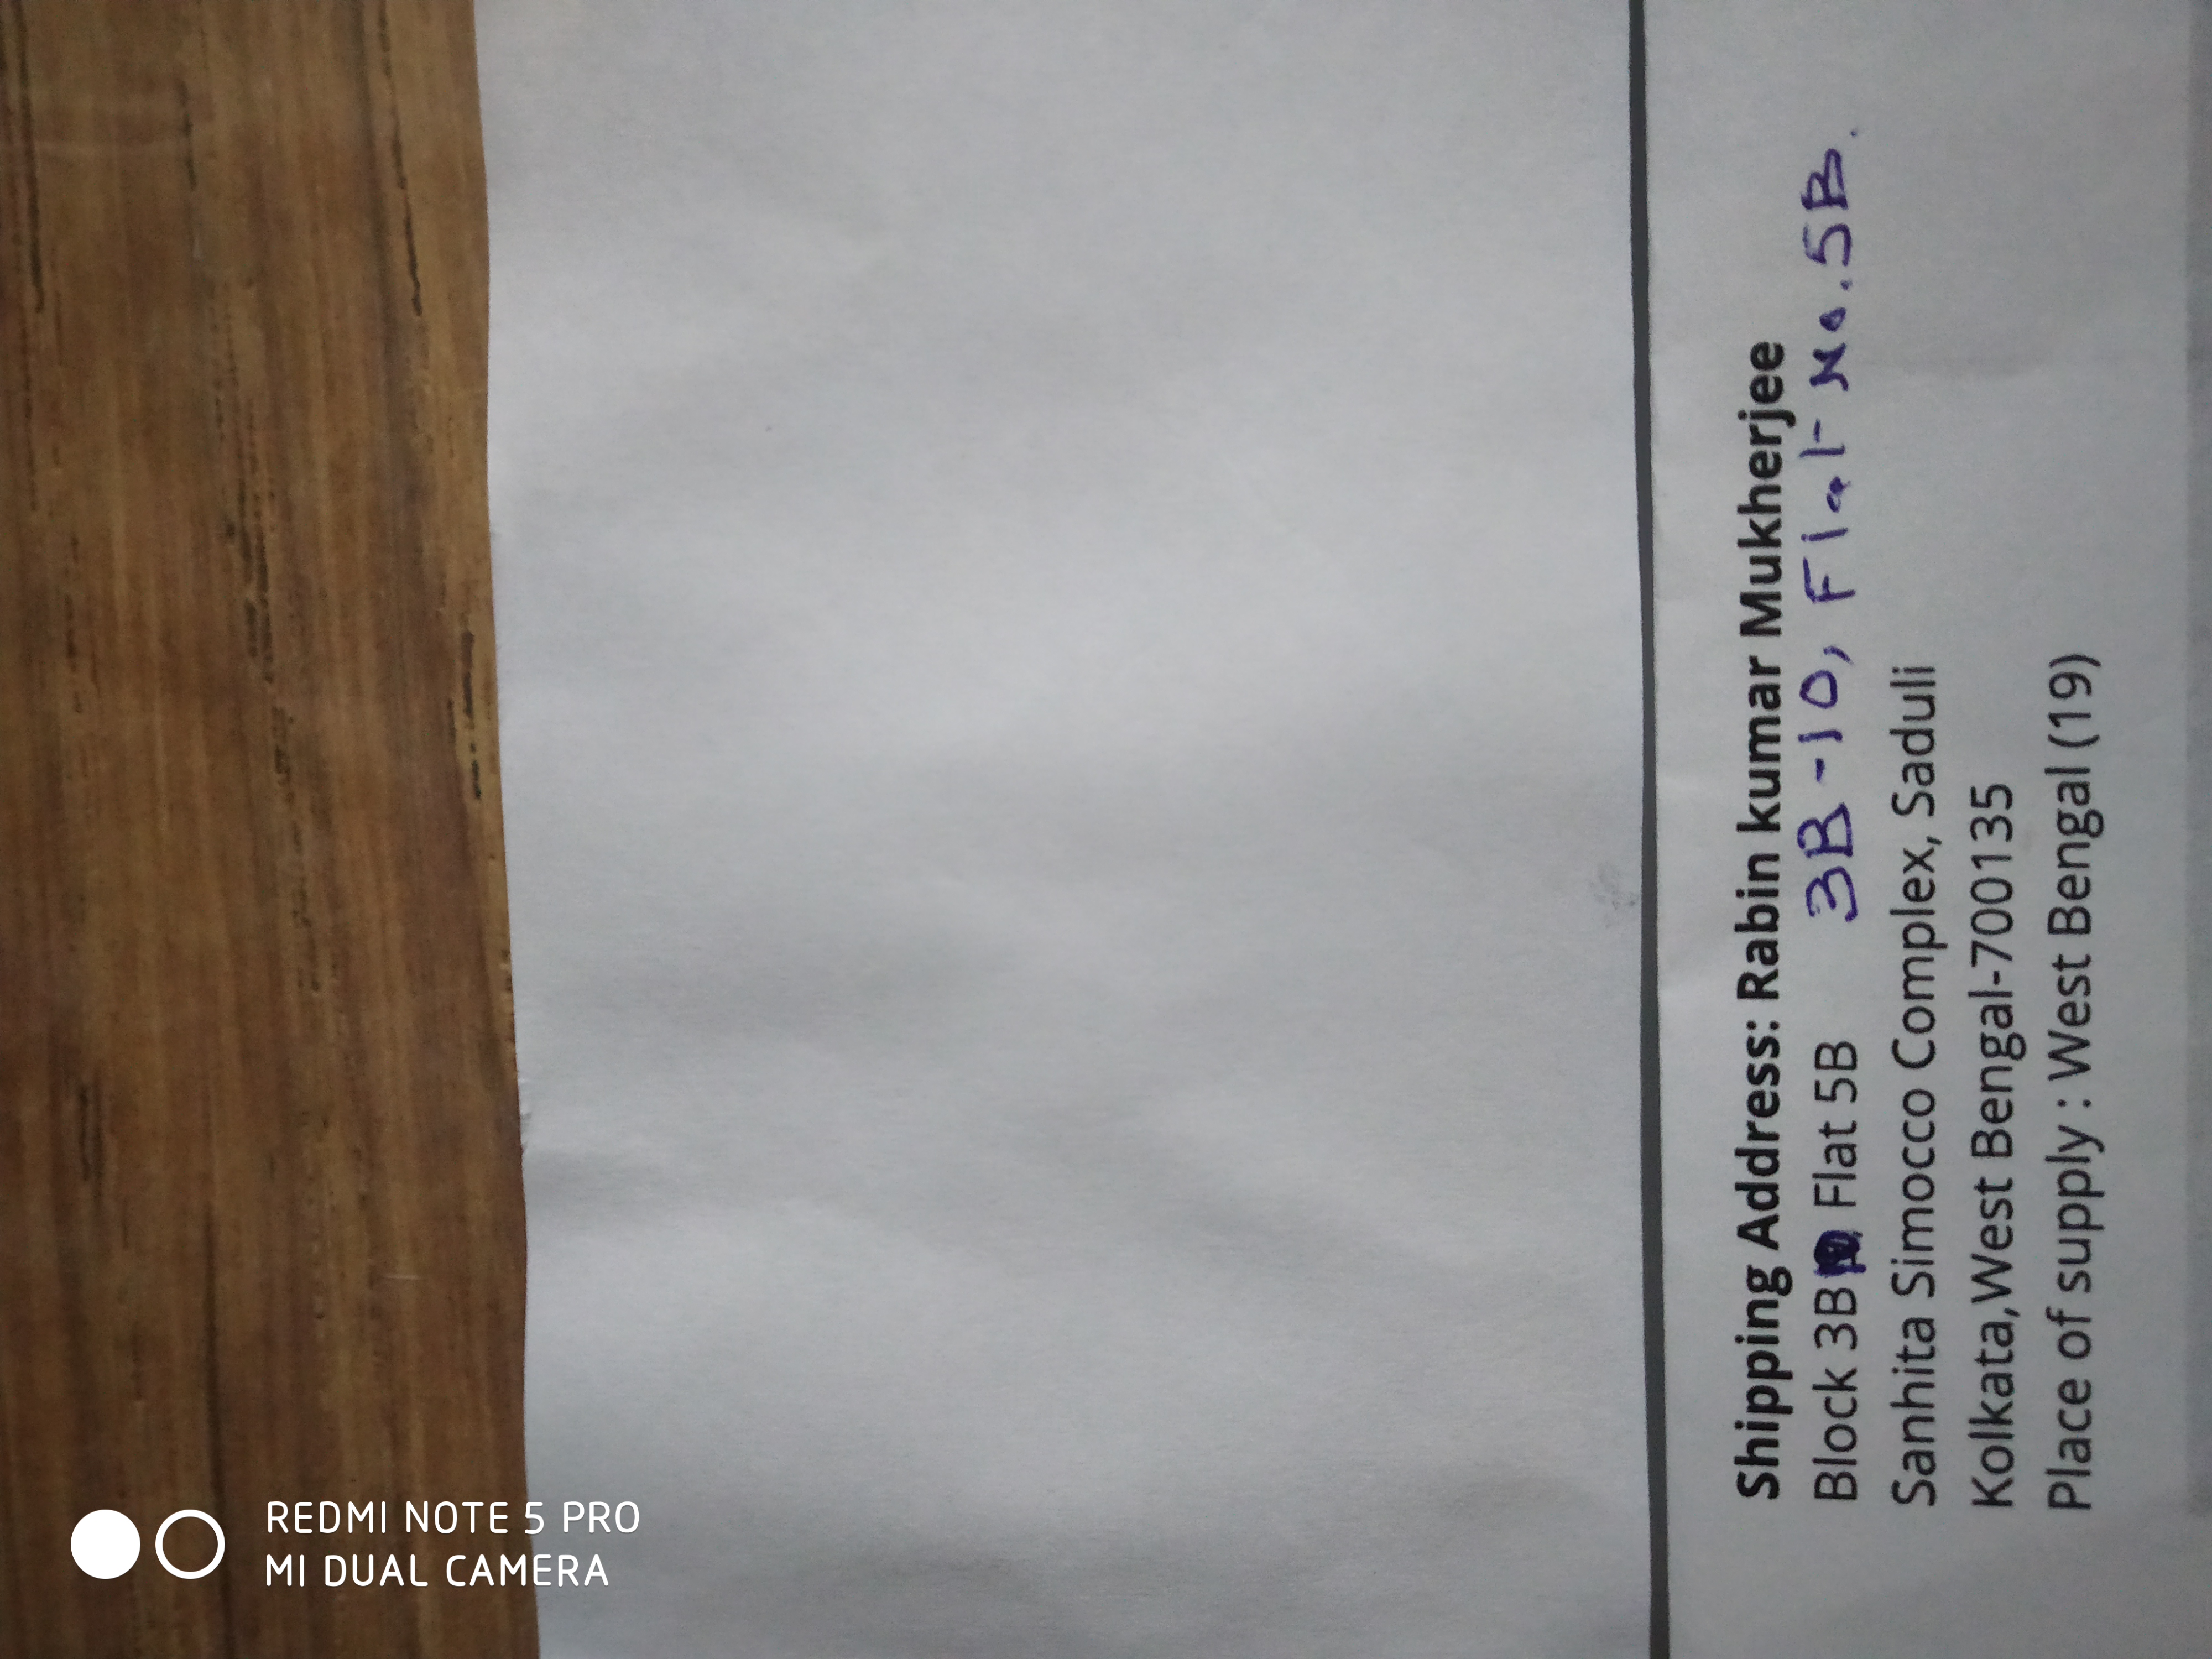 Shipping Address: Rabin kumar Mukherjee
Block 3B Flat 5B 3B-10, Flat No. 5B.
Sanhita Simocco Complex, Saduli
Kolkata,West Bengal-700135
Place of supply : West Bengal (19)
REDMI NOTE 5 PRO
MI DUAL CAMERA